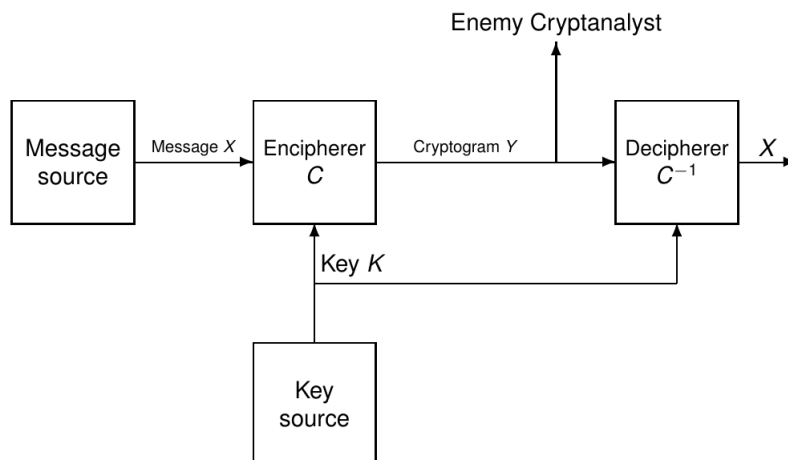 Enemy Cryptanalyst
Message
source
Message X
Encipherer
C
Cryptogram Y
Decipherer
C⁻¹
X
Key K
Key
source